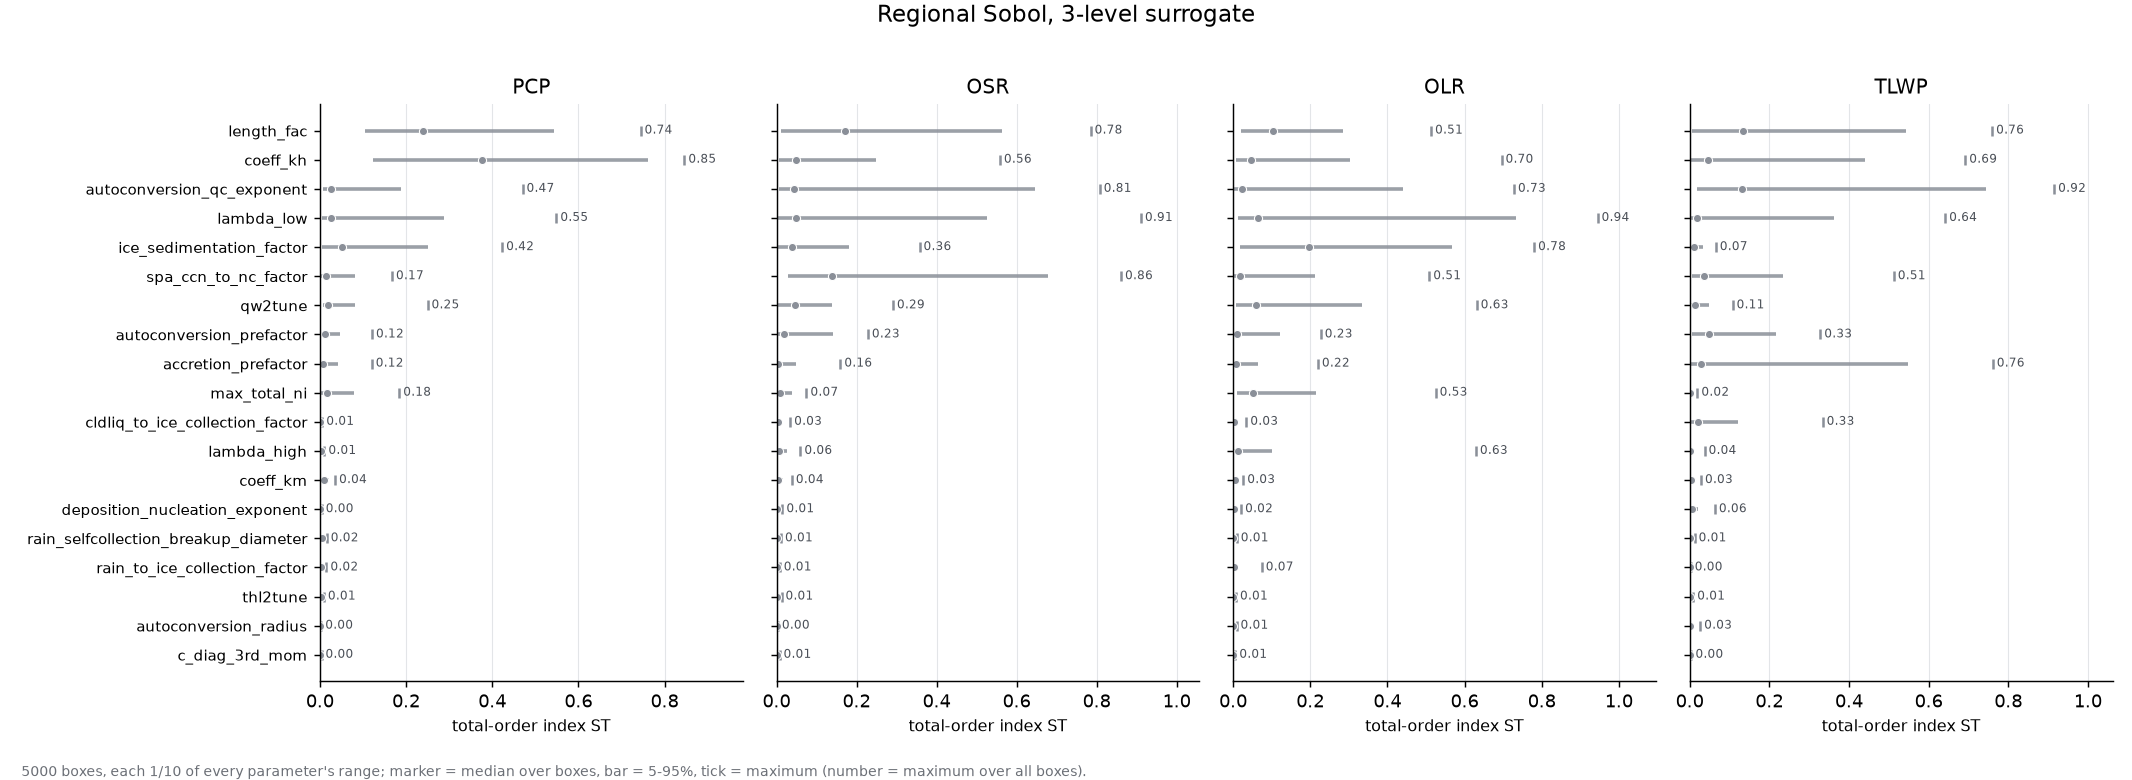 Regional Sobol, 3-level surrogate
PCP OSR OLR TLWP
length_fac 0.74 0.78 0.51 0.76
coeff_kh 0.85 0.56 0.70 0.69
autoconversion_qc_exponent 0.47 0.81 0.73 0.92
lambda_low 0.55 0.91 0.94 0.64
ice_sedimentation_factor 0.42 0.36 0.78 0.07
spa_ccn_to_nc_factor 0.17 0.86 0.51 0.51
qw2tune 0.25 0.29 0.63 0.11
autoconversion_prefactor 0.12 0.23 0.23 0.33
accretion_prefactor 0.12 0.16 0.22 0.76
max_total_ni 0.18 0.07 0.53 0.02
cldliq_to_ice_collection_factor 0.01 0.03 0.03 0.33
lambda_high 0.01 0.06 0.63 0.04
coeff_km 0.04 0.04 0.03 0.03
deposition_nucleation_exponent 0.00 0.01 0.02 0.06
rain_selfcollection_breakup_diameter 0.02 0.01 0.01 0.01
rain_to_ice_collection_factor 0.02 0.01 0.07 0.00
thl2tune 0.01 0.01 0.01 0.01
autoconversion_radius 0.00 0.00 0.01 0.03
c_diag_3rd_mom 0.00 0.01 0.01 0.00
0.0 0.2 0.4 0.6 0.8 0.0 0.2 0.4 0.6 0.8 1.0 0.0 0.2 0.4 0.6 0.8 1.0 0.0 0.2 0.4 0.6 0.8 1.0
total-order index ST total-order index ST total-order index ST total-order index ST
5000 boxes, each 1/10 of every parameter's range; marker = median over boxes, bar = 5-95%, tick = maximum (number = maximum over all boxes).